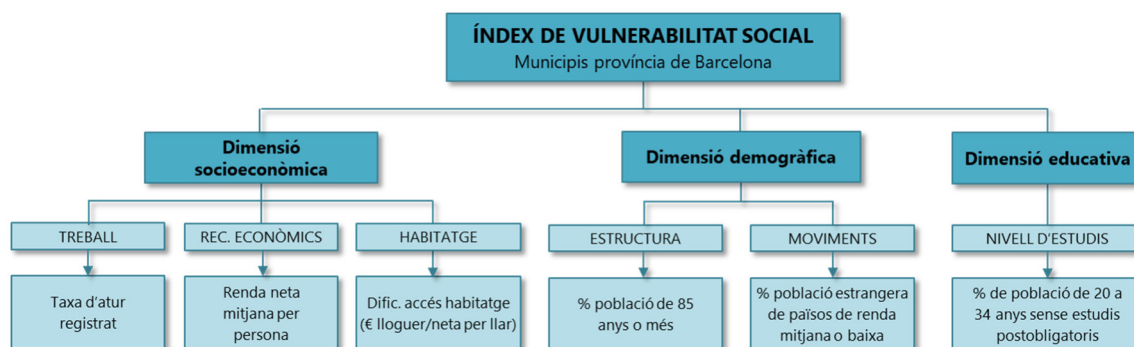 ÍNDEX DE VULNERABILITAT SOCIAL
Municipis província de Barcelona
Dimensió
socioeconòmica
Dimensió demogràfica
Dimensió educativa
TREBALL
REC. ECONÒMICS
HABITATGE
ESTRUCTURA
MOVIMENTS
NIVELL D'ESTUDIS
Taxa d'atur
registrat
Renda neta
mitjana per
persona
Dific. accés habitatge
(€ lloguer/neta per llar)
% població de 85
anys o més
% població estrangera
de països de renda
mitjana o baixa
% de població de 20 a
34 anys sense estudis
postobligatoris